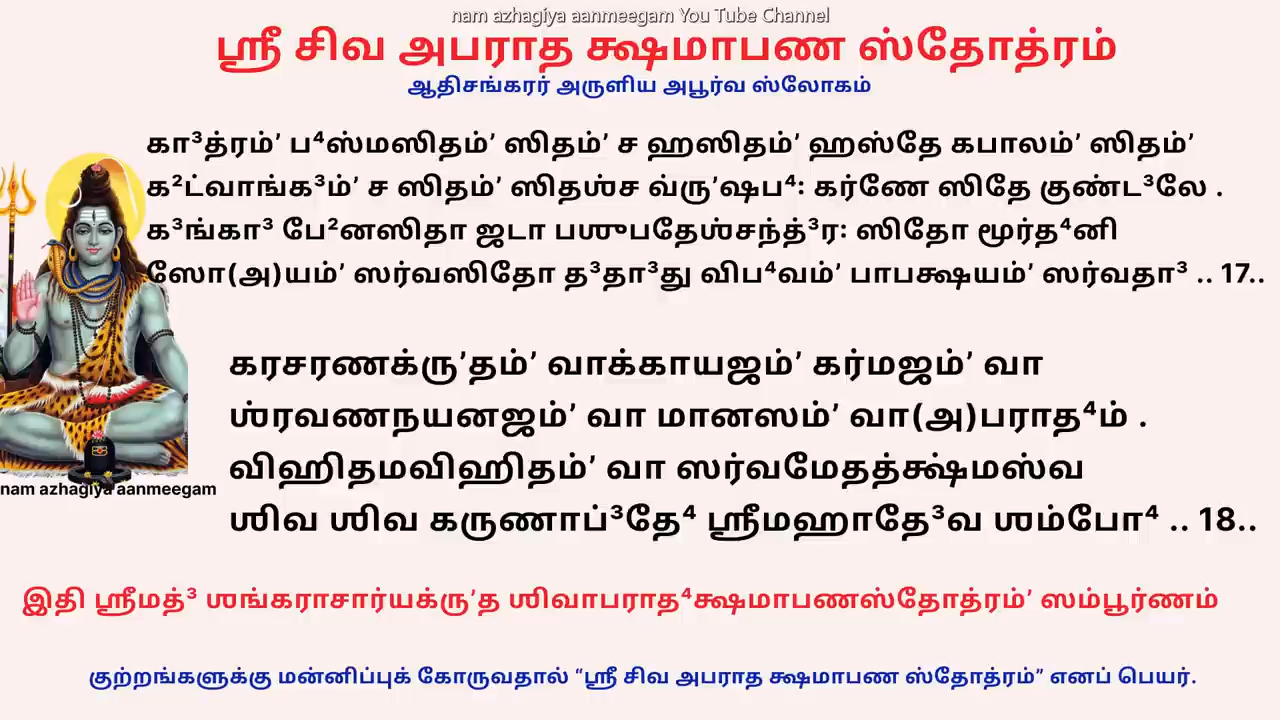 nam azhagiya aanmeegam You Tube Channel
ஸ்ரீ சிவ அபராத க்ஷமாபண ஸ்தோத்ரம்
ஆதிசங்கரர் அருளிய அபூர்வ ஸ்லோகம்
கா³த்ரம்ʼ ப⁴ஸ்மஸிதம்ʼ ஸிதம்ʼ ச ஹஸிதம்ʼ ஹஸ்தே கபாலம்ʼ ஸிதம்ʼ
க²ட்வாங்க³ம்ʼ ச ஸிதம்ʼ ஸிதஶ்ச வ்ருʼஷப⁴: கர்ணே ஸிதே குண்ட³லே .
க³ங்கா³ பே²னஸிதா ஜடா பஶுபதேஶ்சந்த்³ர: ஸிதோ மூர்த⁴னி
ஸோ(அ)யம்ʼ ஸர்வஸிதோ த³தா³து விப⁴வம்ʼ பாபக்ஷயம்ʼ ஸர்வதா³ .. 17..
கரசரணக்ருʼதம்ʼ வாக்காயஜம்ʼ கர்மஜம்ʼ வா
ஶ்ரவணநயனஜம்ʼ வா மானஸம்ʼ வா(அ)பராத⁴ம் .
விஹிதமவிஹிதம்ʼ வா ஸர்வமேதத்க்ஷ்மஸ்வ
ஶிவ ஶிவ கருணாப்³தே⁴ ஸ்ரீமஹாதே³வ ஶம்போ⁴ .. 18..
nam azhagiya aanmeegam
இதி ஸ்ரீமத்³ ஶங்கராசார்யக்ருʼத ஶிவாபராத⁴க்ஷமாபணஸ்தோத்ரம்ʼ ஸம்பூர்ணம்
குற்றங்களுக்கு மன்னிப்புக் கோருவதால் “ஸ்ரீ சிவ அபராத க்ஷமாபண ஸ்தோத்ரம்” எனப் பெயர்.